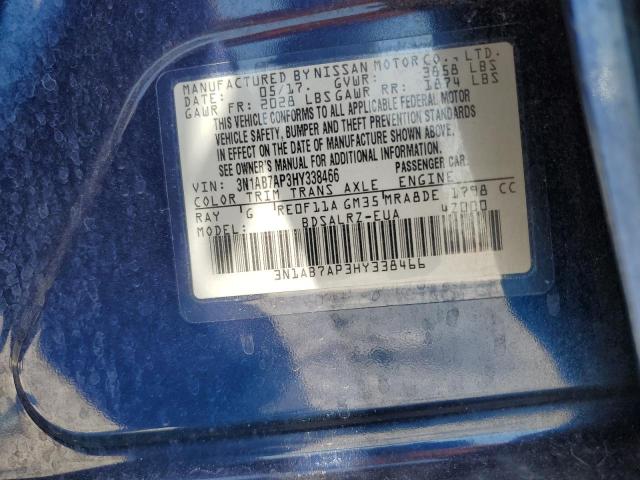 MANUFACTURED BY NISSAN MOTOR CO., LTD.
DATE: 05/17. GVWR: 3858 LBS
GAWR FR: 2028 LBS GAWR RR: 1874 LBS
THIS VEHICLE CONFORMS TO ALL APPLICABLE FEDERAL MOTOR
VEHICLE SAFETY, BUMPER AND THEFT PREVENTION STANDARDS
IN EFFECT ON THE DATE OF MANUFACTURE SHOWN ABOVE.
SEE OWNER'S MANUAL FOR ADDITIONAL INFORMATION.
VIN: 3N1AB7AP3HY338466 PASSENGER CAR
COLOR TRIM TRANS AXLE ENGINE
RAY G RE0F11A GM35 MRA8DE 1798 CC
BDSALRZ-EUA 47000
3N1AB7AP3HY338466